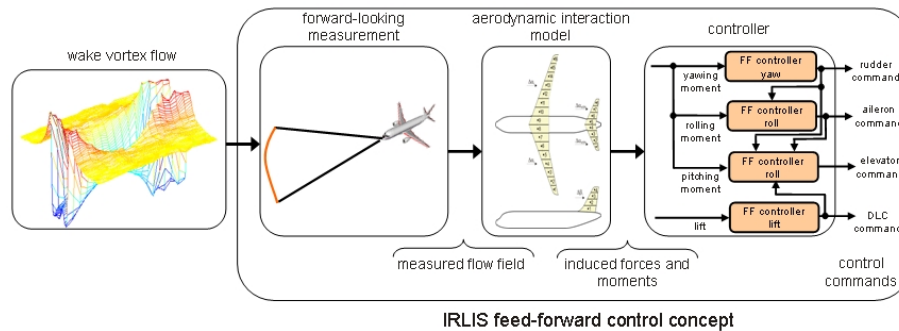 forward-looking
measurement
aerodynamic interaction
model
controller
wake vortex flow
yawing
moment
FF controller
yaw
rudder
command
rolling
moment
FF controller
roll
aileron
command
pitching
moment
FF controller
roll
elevator
command
lift
FF controller
lift
DLC
command
measured flow field
induced forces and
moments
control
commands
IRLIS feed-forward control concept